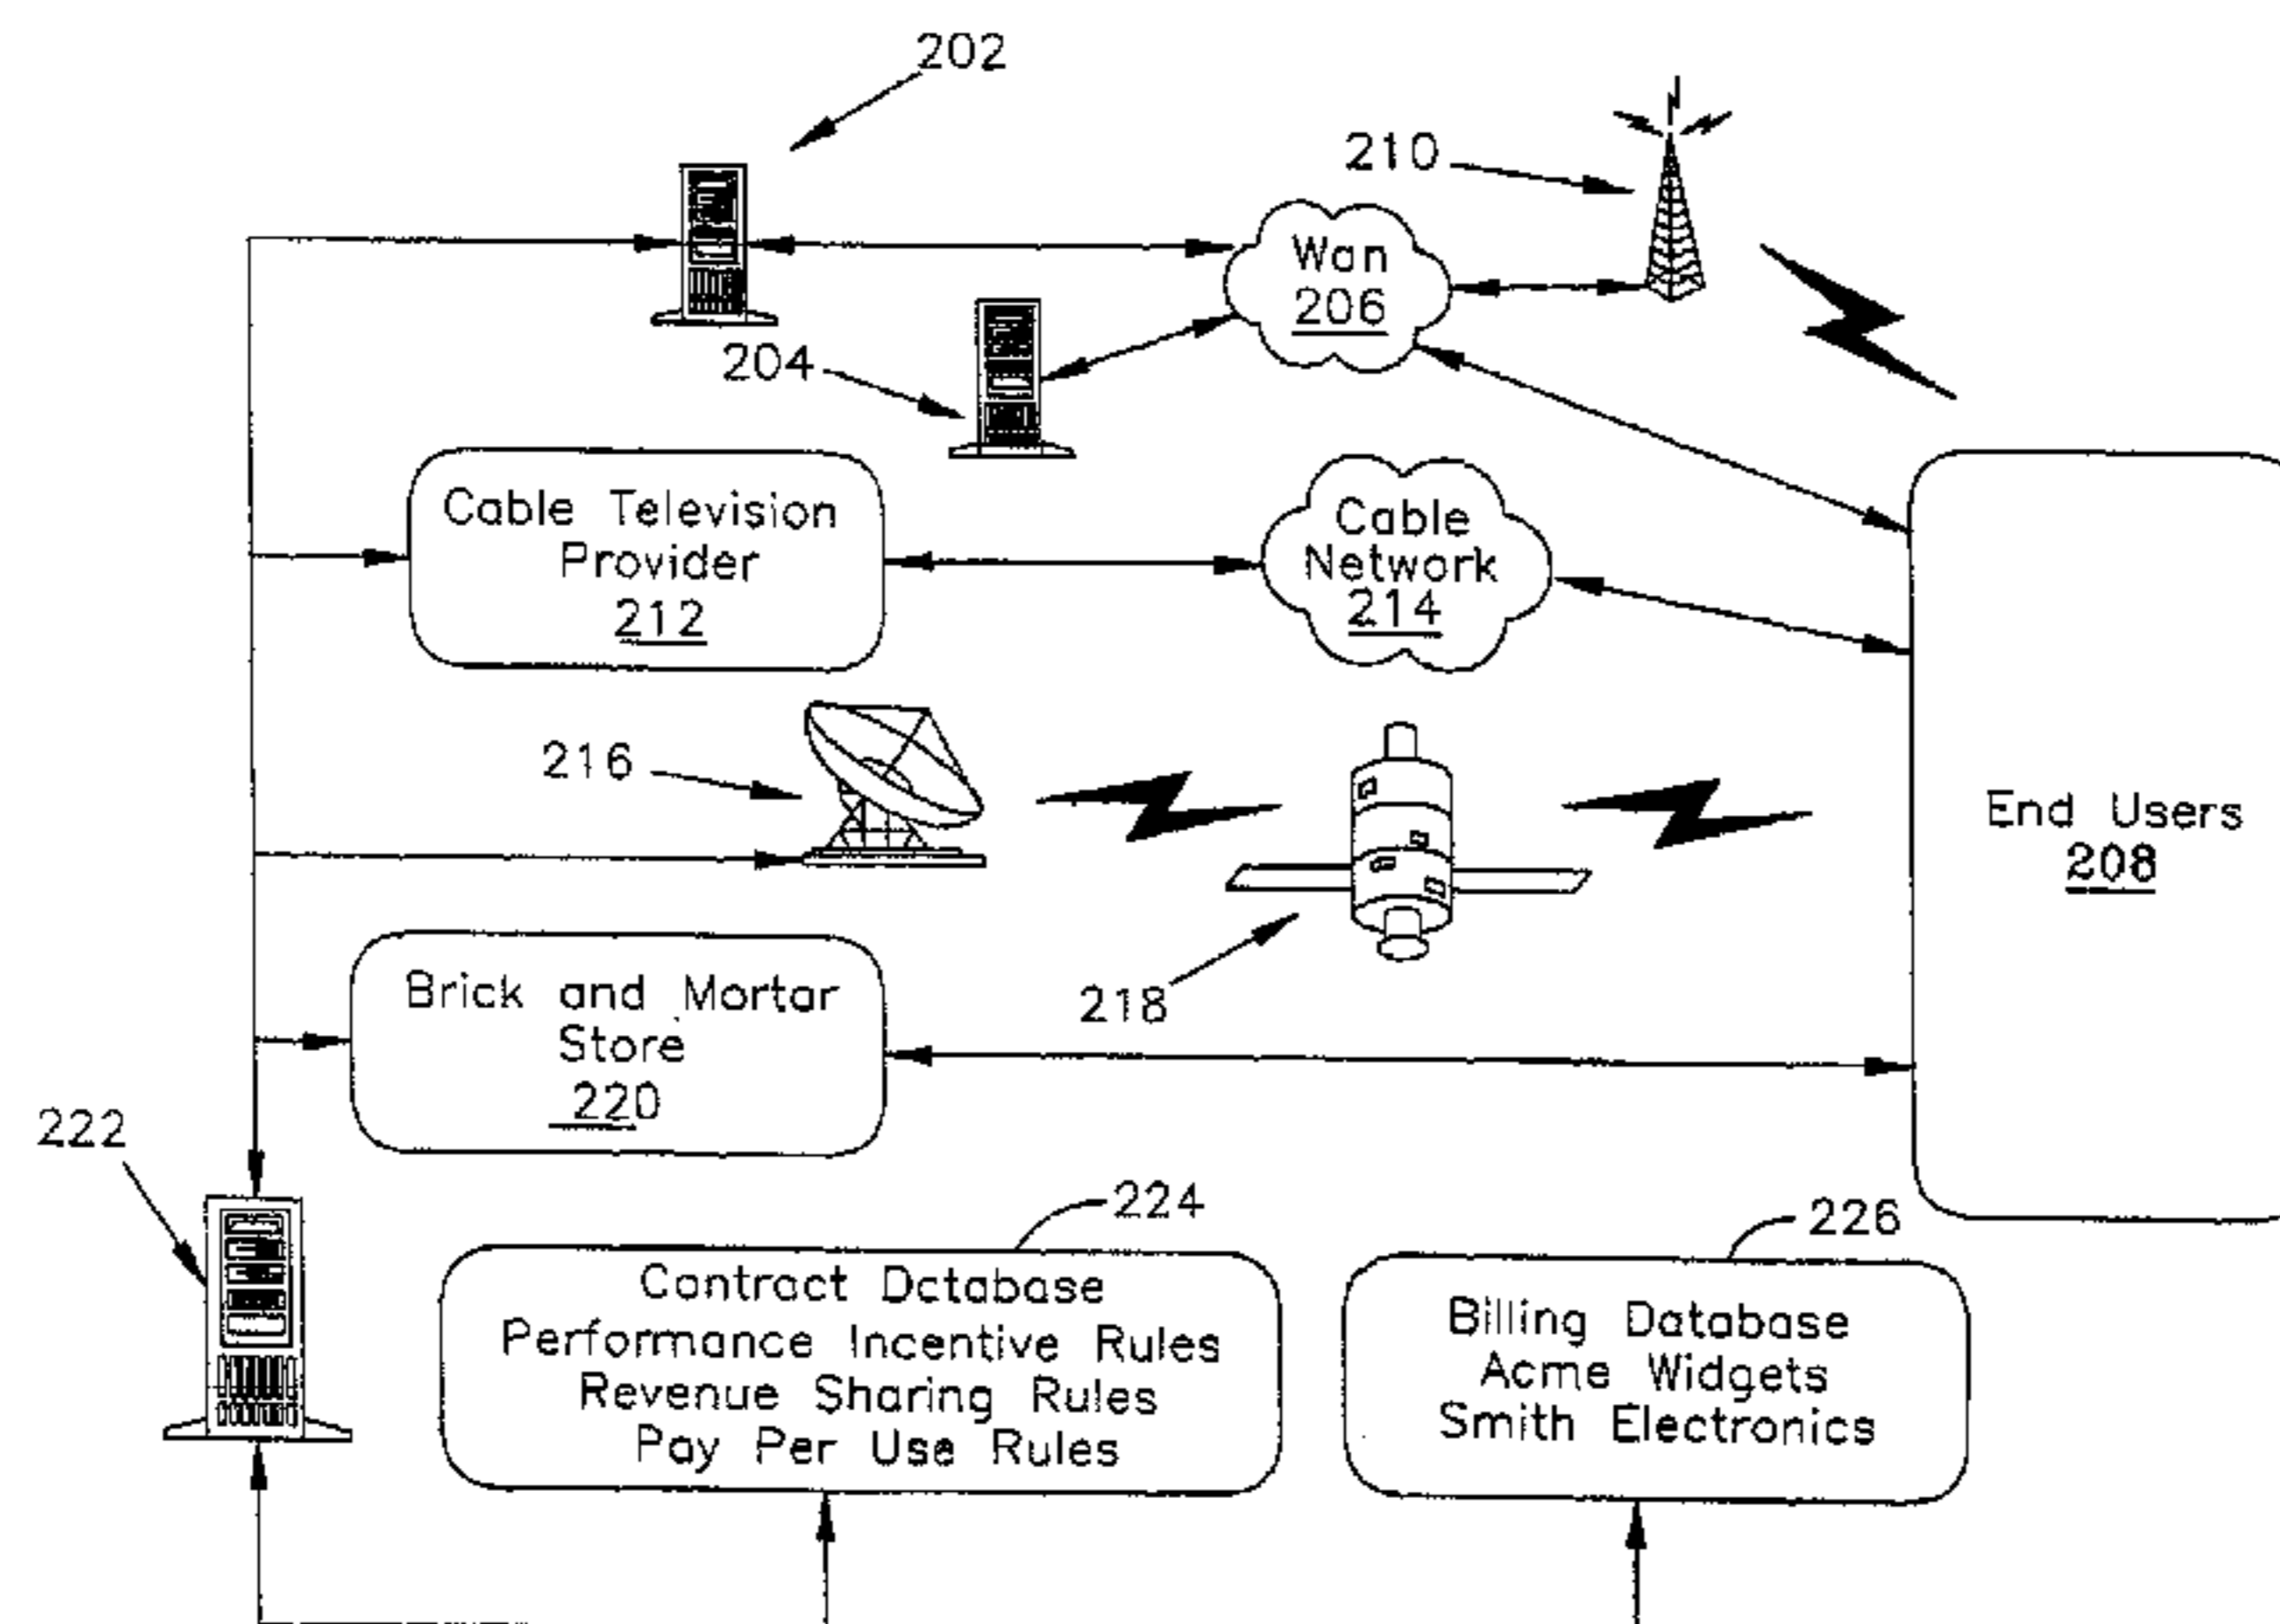 202
210
Wan
206
204
Cable Television
Provider
212
Cable
Network
214
216
End Users
208
218
Brick and Mortar
Store
220
222
224
226
Contract Database
Performance Incentive Rules
Revenue Sharing Rules
Pay Per Use Rules
Billing Database
Acme Widgets
Smith Electronics